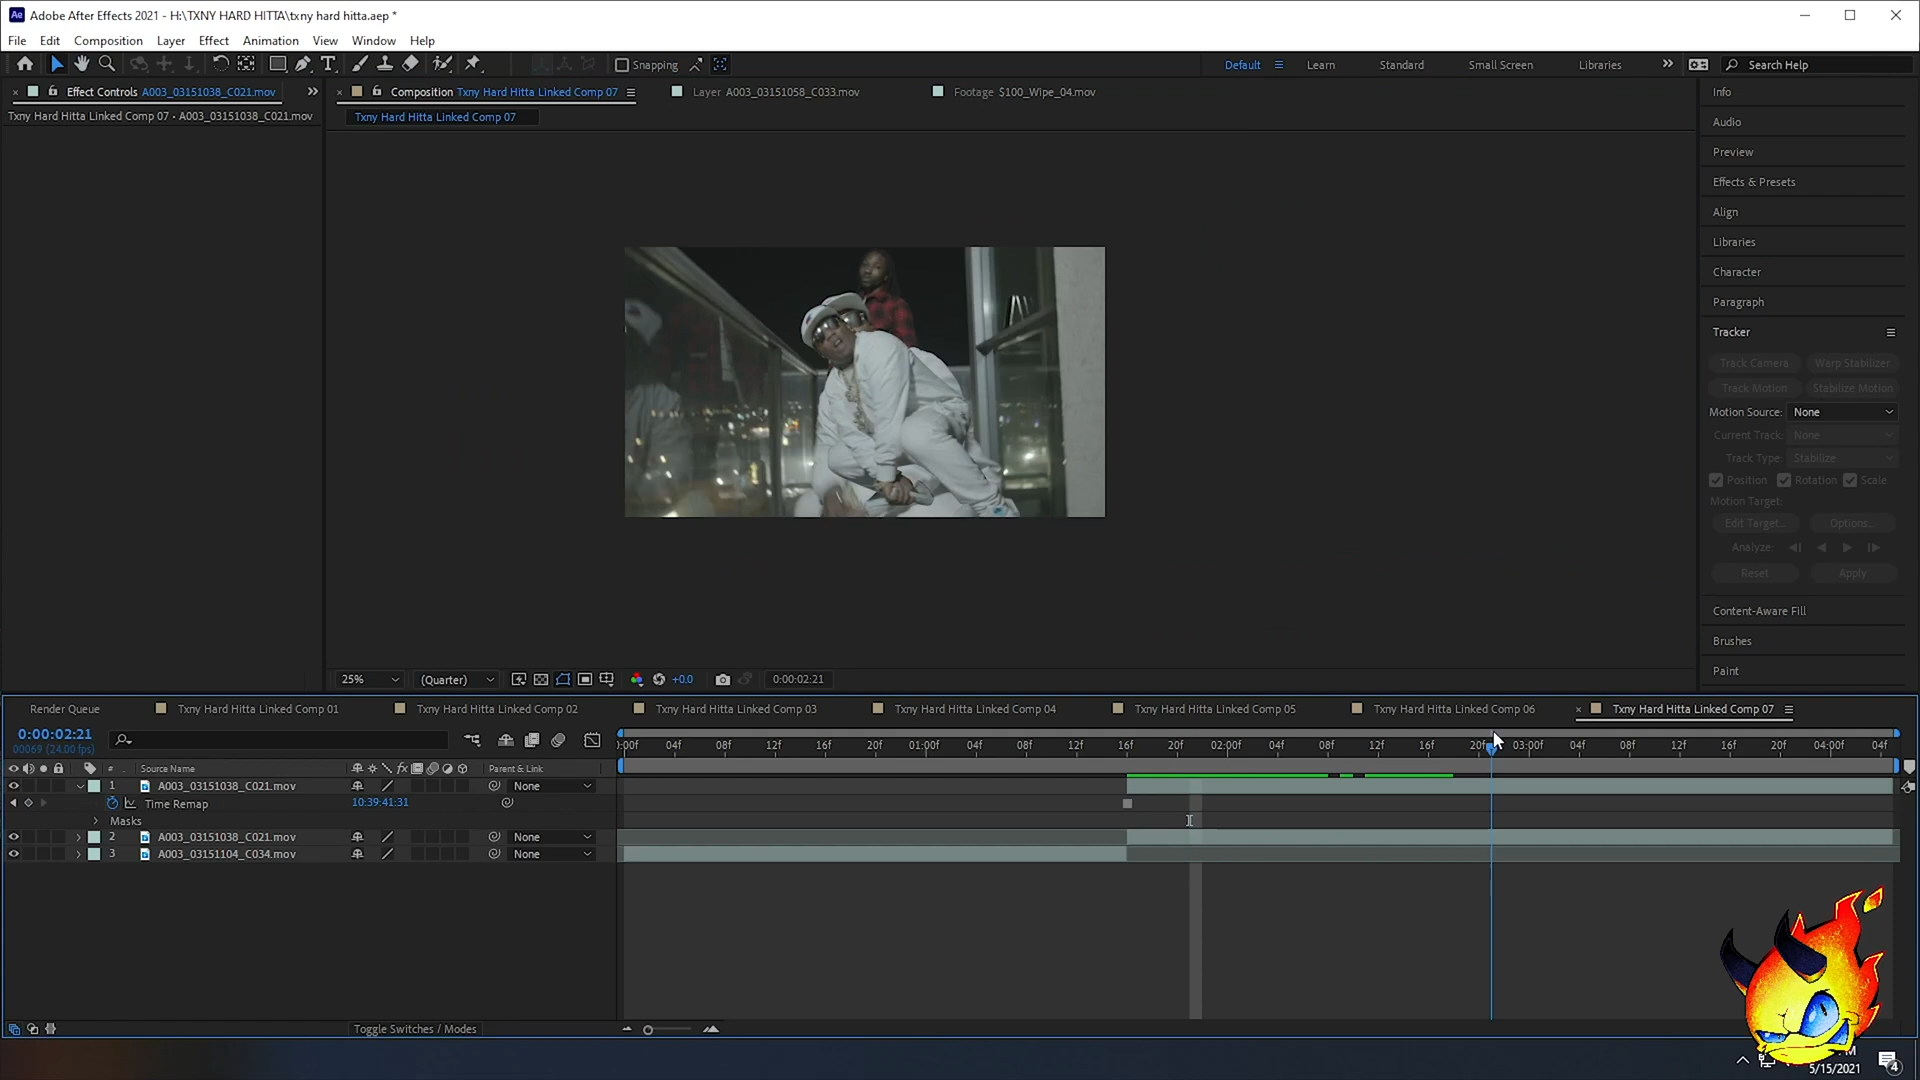 Adobe After Effects 2021 - H:\TXNY HARD HITTA\txny hard hitta.aep *
File Edit Composition Layer Effect Animation View Window Help
Snapping Default Learn Standard Small Screen Libraries Search Help
Effect Controls A003_03151038_C021.mov
Composition Txny Hard Hitta Linked Comp 07
Layer A003_03151058_C033.mov
Footage $100_Wipe_04.mov
Txny Hard Hitta Linked Comp 07 • A003_03151038_C021.mov
Txny Hard Hitta Linked Comp 07
Info
Audio
Preview
Effects & Presets
Align
Libraries
Character
Paragraph
Tracker
Track Camera Warp Stabilizer
Track Motion Stabilize Motion
Motion Source: None
Current Track: None
Track Type: Stabilize
Position Rotation Scale
Motion Target:
Edit Target... Options...
Analyze:
Reset Apply
Content-Aware Fill
Brushes
Paint
25% (Quarter) +0.0 0:00:02:21
Render Queue Txny Hard Hitta Linked Comp 01 Txny Hard Hitta Linked Comp 02 Txny Hard Hitta Linked Comp 03 Txny Hard Hitta Linked Comp 04 Txny Hard Hitta Linked Comp 05 Txny Hard Hitta Linked Comp 06 Txny Hard Hitta Linked Comp 07
0:00:02:21
00069 (24.00 fps)
:00f 04f 08f 12f 16f 20f 01:00f 04f 08f 12f 16f 20f 02:00f 04f 08f 12f 16f 20f 03:00f 04f 08f 12f 16f 20f 04:00f 04f
# Source Name fx Parent & Link
1 A003_03151038_C021.mov None
Time Remap 10:39:41:31
Masks
2 A003_03151038_C021.mov None
3 A003_03151104_C034.mov None
Toggle Switches / Modes
5/15/2021
4